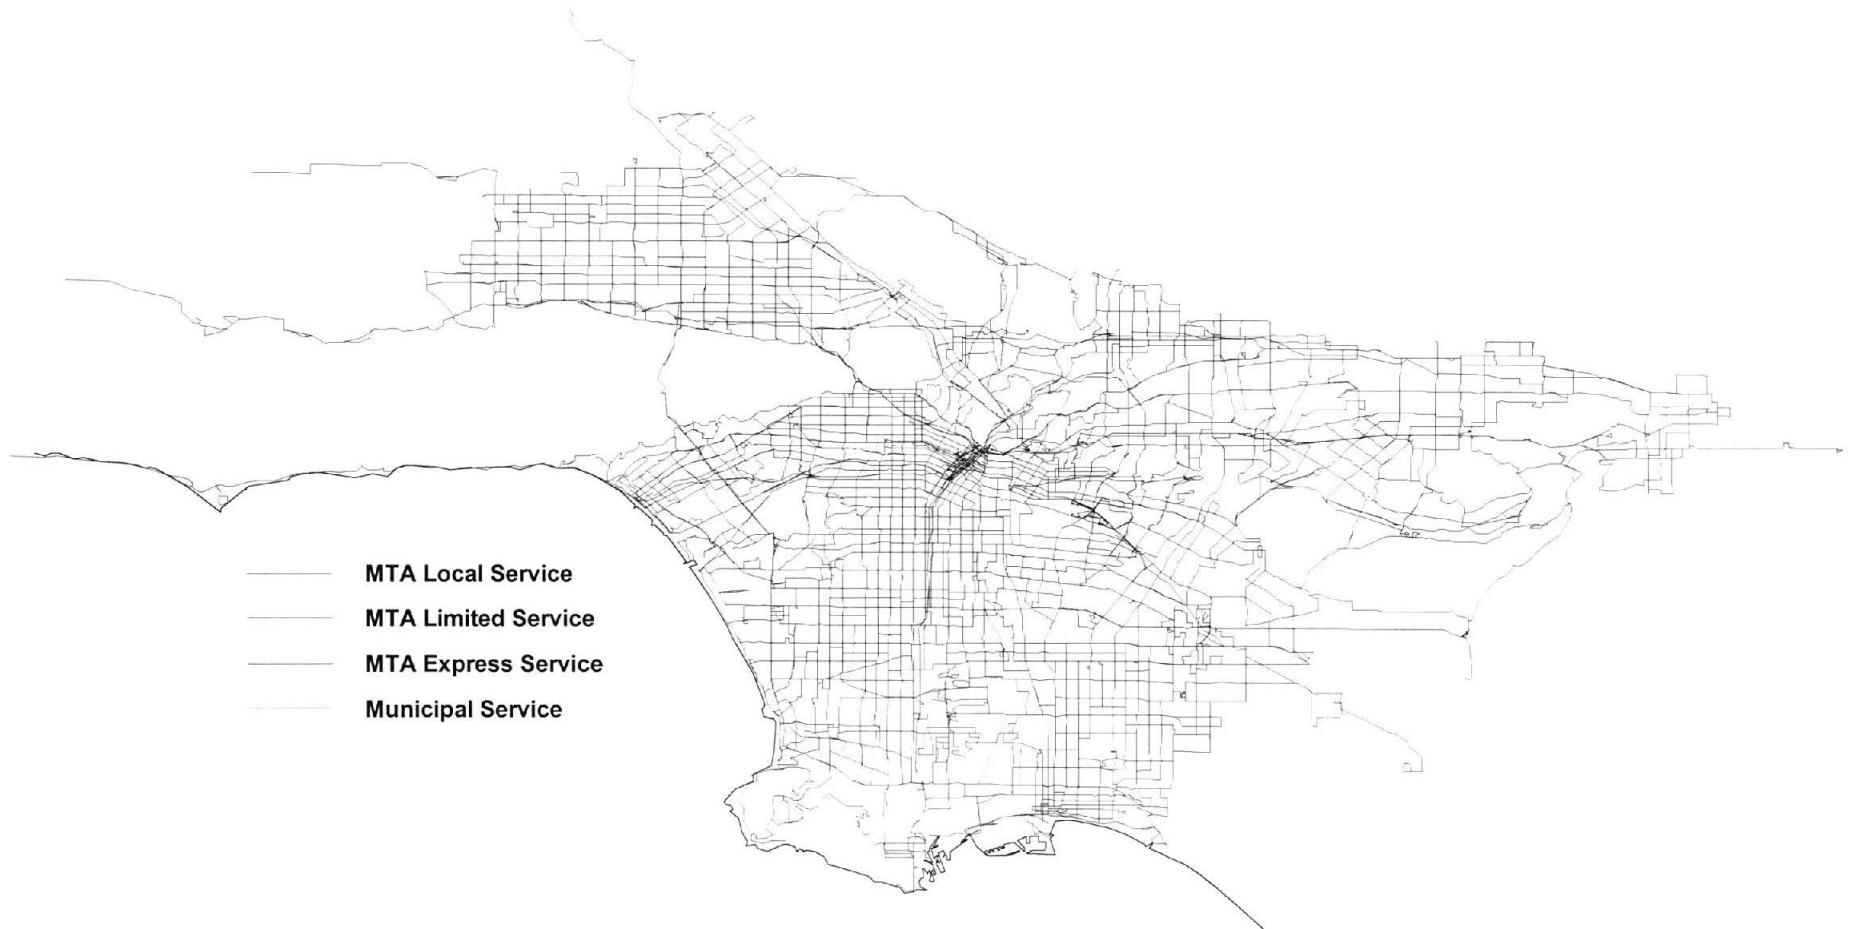 MTA Local Service
MTA Limited Service
MTA Express Service
Municipal Service